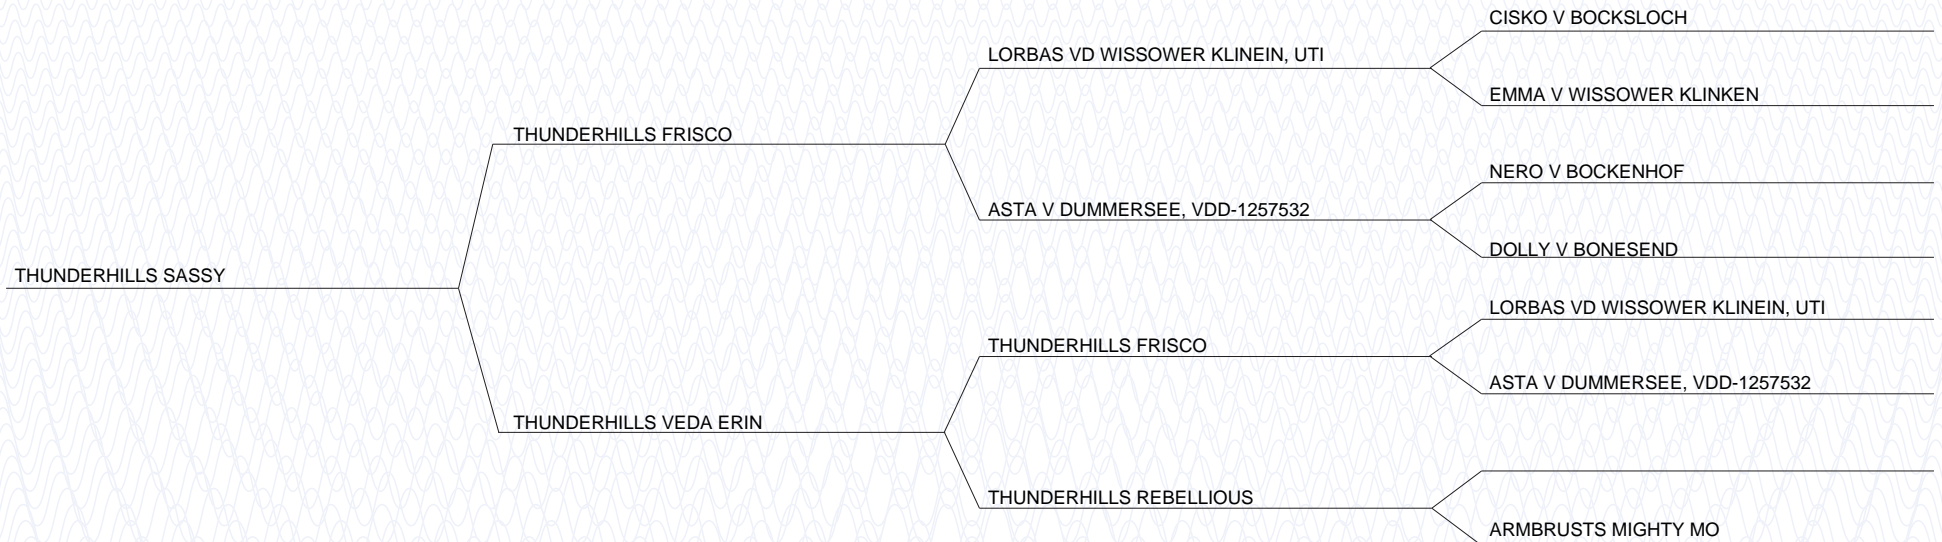 CISKO V BOCKSLOCH
LORBAS VD WISSOWER KLINEIN, UTI
EMMA V WISSOWER KLINKEN
THUNDERHILLS FRISCO
NERO V BOCKENHOF
ASTA V DUMMERSEE, VDD-1257532
DOLLY V BONESEND
THUNDERHILLS SASSY
LORBAS VD WISSOWER KLINEIN, UTI
THUNDERHILLS FRISCO
ASTA V DUMMERSEE, VDD-1257532
THUNDERHILLS VEDA ERIN
THUNDERHILLS REBELLIOUS
ARMBRUSTS MIGHTY MO